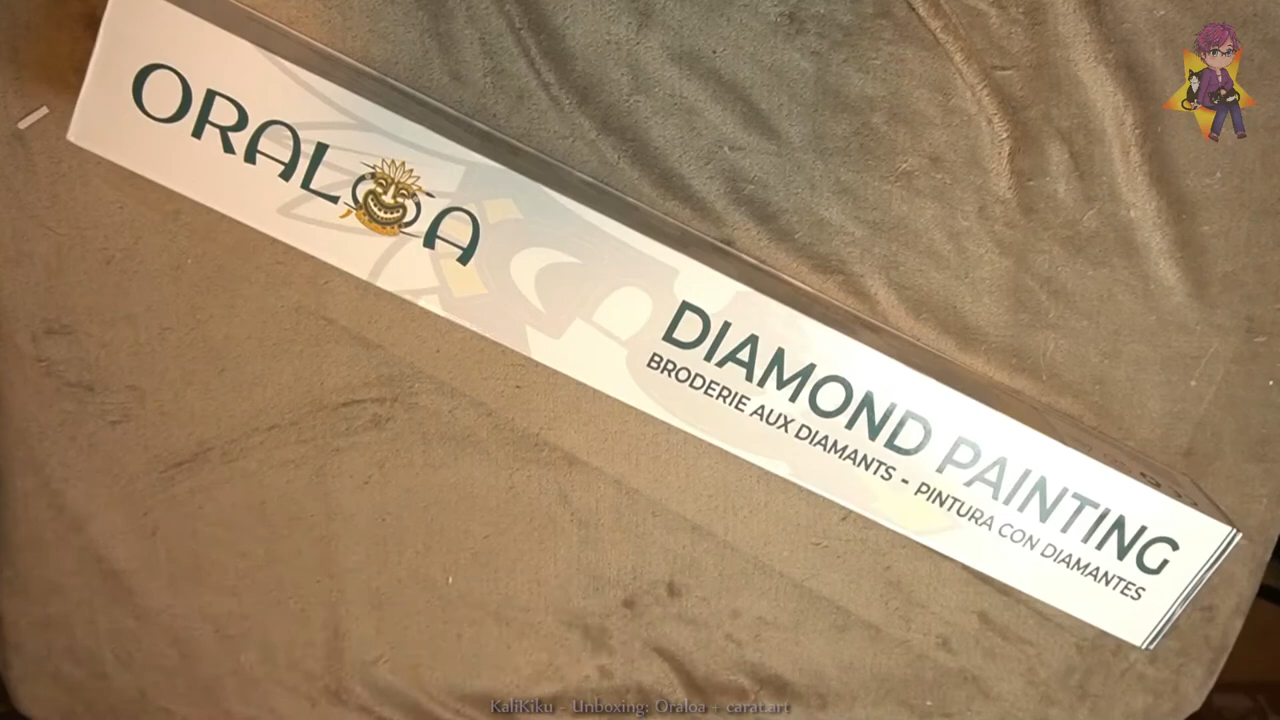 ORALOA
DIAMOND PAINTING
BRODERIE AUX DIAMANTS - PINTURA CON DIAMANTES
KaliKiku - Unboxing: Oraloa + carat.art